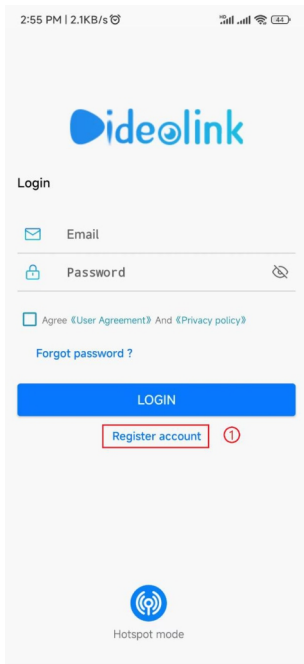 2:55 PM | 2.1KB/s 44
ideolink
Login
Email
Password
Agree 《User Agreement》 And 《Privacy policy》
Forgot password ?
LOGIN
Register account ①
Hotspot mode